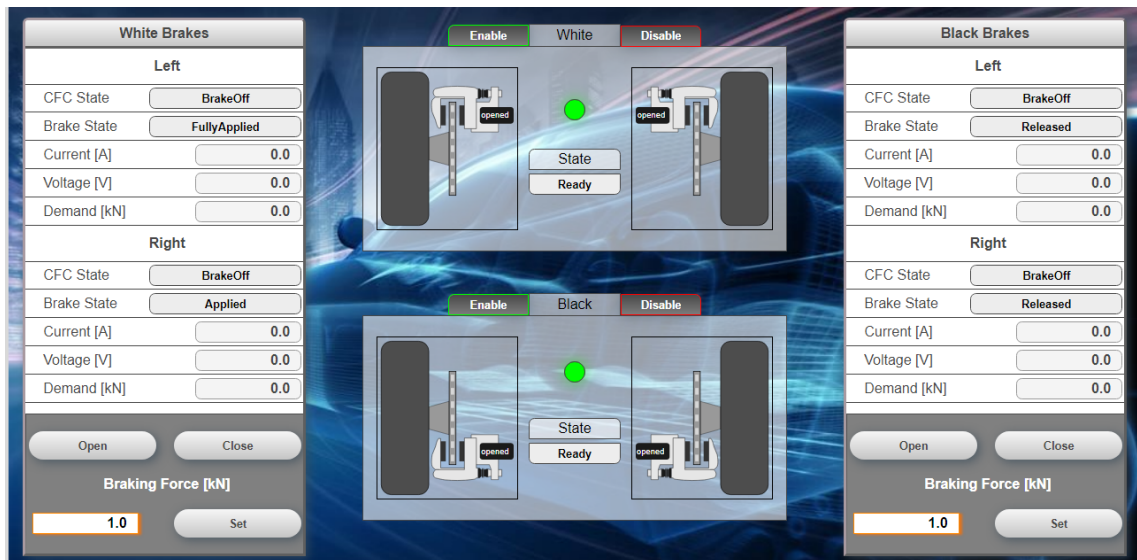 White Brakes
Left
CFC State BrakeOff
Brake State FullyApplied
Current [A] 0.0
Voltage [V] 0.0
Demand [kN] 0.0
Right
CFC State BrakeOff
Brake State Applied
Current [A] 0.0
Voltage [V] 0.0
Demand [kN] 0.0
Open Close
Braking Force [kN]
1.0 Set
Enable White Disable
opened opened
State
Ready
Enable Black Disable
State
opened Ready opened
Black Brakes
Left
CFC State BrakeOff
Brake State Released
Current [A] 0.0
Voltage [V] 0.0
Demand [kN] 0.0
Right
CFC State BrakeOff
Brake State Released
Current [A] 0.0
Voltage [V] 0.0
Demand [kN] 0.0
Open Close
Braking Force [kN]
1.0 Set